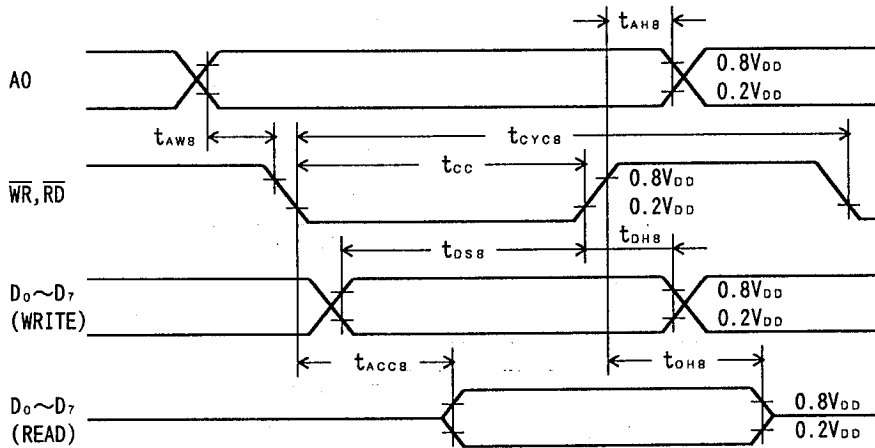 tAH8
A0
0.8VDD
0.2VDD
tAW8
tCYC8
tCC
WR, RD
0.8VDD
0.2VDD
tDS8
tDH8
D0~D7
(WRITE)
0.8VDD
0.2VDD
tACC8
tOH8
D0~D7
(READ)
0.8VDD
0.2VDD